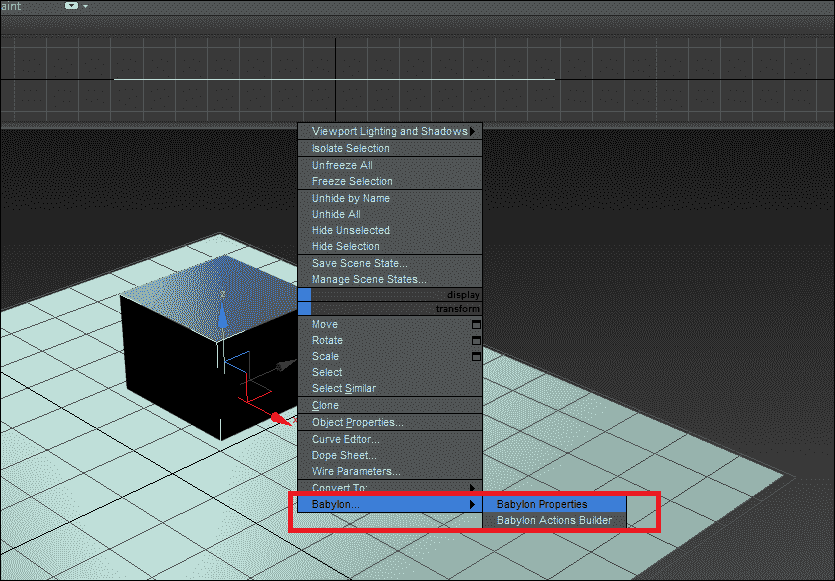 aint
Viewport Lighting and Shadows
Isolate Selection
Unfreeze All
Freeze Selection
Unhide by Name
Unhide All
Hide Unselected
Hide Selection
Save Scene State...
Manage Scene States...
display
transform
Move
Rotate
Scale
Select
Select Similar
Clone
Object Properties...
Curve Editor...
Dope Sheet...
Wire Parameters...
Convert To:
Babylon... Babylon Properties
Babylon Actions Builder